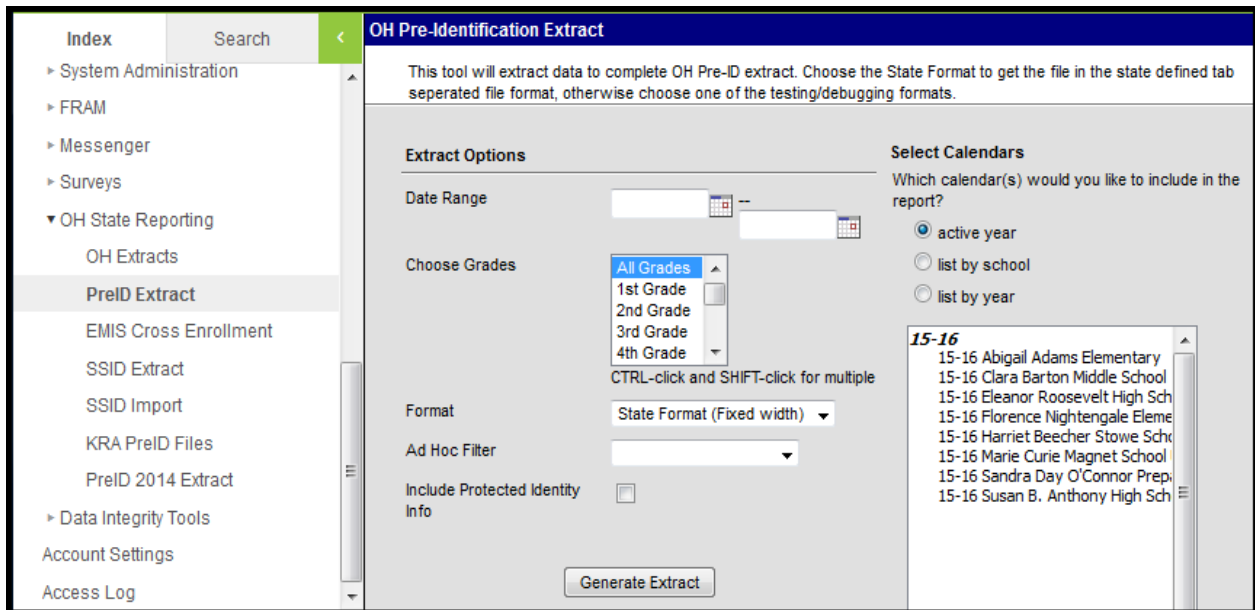 Index
Search
System Administration
FRAM
Messenger
Surveys
OH State Reporting
OH Extracts
PreID Extract
EMIS Cross Enrollment
SSID Extract
SSID Import
KRA PreID Files
PreID 2014 Extract
Data Integrity Tools
Account Settings
Access Log
OH Pre-Identification Extract
This tool will extract data to complete OH Pre-ID extract. Choose the State Format to get the file in the state defined tab
seperated file format, otherwise choose one of the testing/debugging formats.
Extract Options
Date Range
--
Choose Grades
All Grades
1st Grade
2nd Grade
3rd Grade
4th Grade
CTRL-click and SHIFT-click for multiple
Format
State Format (Fixed width)
Ad Hoc Filter
Include Protected Identity
Info
Generate Extract
Select Calendars
Which calendar(s) would you like to include in the
report?
active year
list by school
list by year
15-16
15-16 Abigail Adams Elementary
15-16 Clara Barton Middle School
15-16 Eleanor Roosevelt High Sch
15-16 Florence Nightengale Eleme
15-16 Harriet Beecher Stowe Scho
15-16 Marie Curie Magnet School
15-16 Sandra Day O'Connor Prep
15-16 Susan B. Anthony High Sch